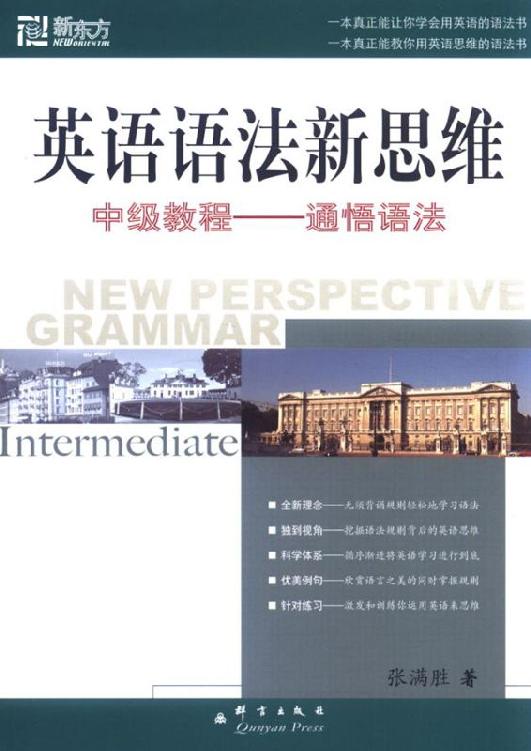 新东方
NEW ORIENTAL
一本真正能让你学会用英语的语法书
一本真正能教你用英语思维的语法书
英语语法新思维
中级教程——通悟语法
NEW PERSPECTIVE
GRAMMAR
Intermediate
■ 全新理念——无须背诵规则轻松地学习语法
■ 独到视角——挖掘语法规则背后的英语思维
■ 科学体系——循序渐进将英语学习进行到底
■ 优美例句——欣赏语言之美的同时掌握规则
■ 针对练习——激发和训练你运用英语来思维
张满胜 著
群言出版社
Qunyan Press